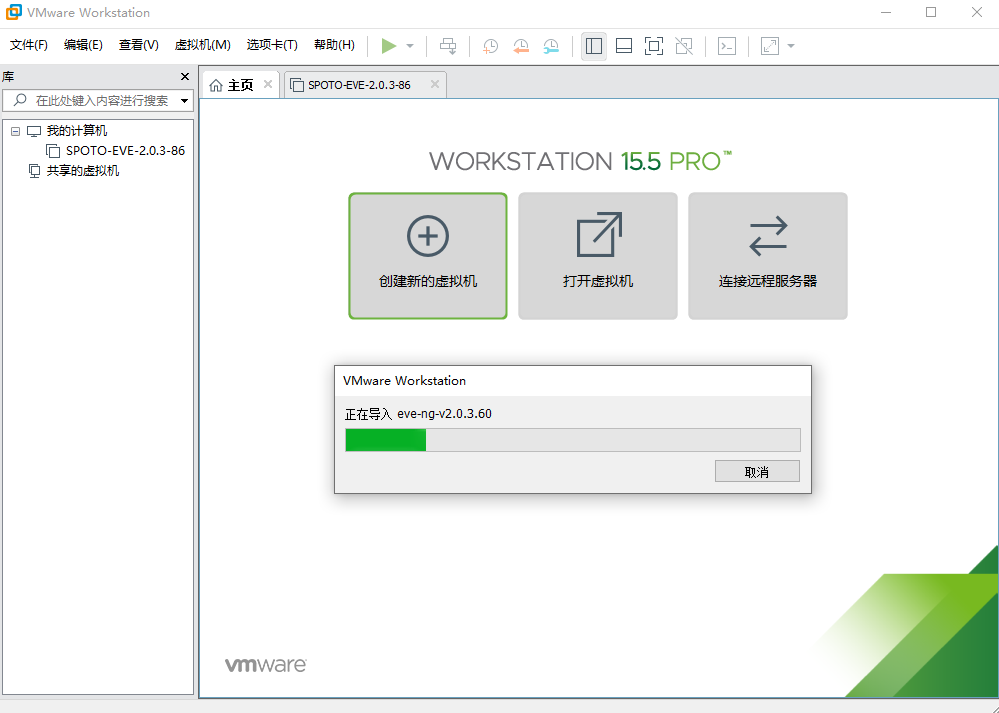 VMware Workstation
文件(F) 编辑(E) 查看(V) 虚拟机(M) 选项卡(T) 帮助(H)
库
在此处键入内容进行搜索
我的计算机
SPOTO-EVE-2.0.3-86
共享的虚拟机
主页 SPOTO-EVE-2.0.3-86
WORKSTATION 15.5 PRO™
创建新的虚拟机 打开虚拟机 连接远程服务器
VMware Workstation
正在导入 eve-ng-v2.0.3.60
取消
vmware